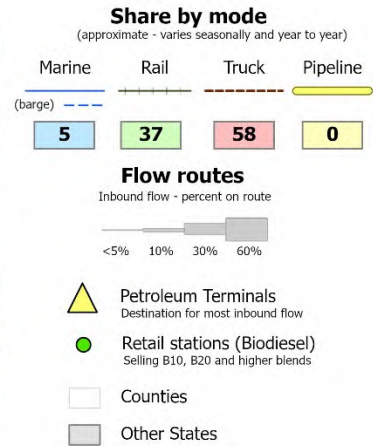 Share by mode
(approximate - varies seasonally and year to year)
Marine Rail Truck Pipeline
(barge)
5 37 58 0
Flow routes
Inbound flow - percent on route
<5% 10% 30% 60%
Petroleum Terminals
Destination for most inbound flow
Retail stations (Biodiesel)
Selling B10, B20 and higher blends
Counties
Other States